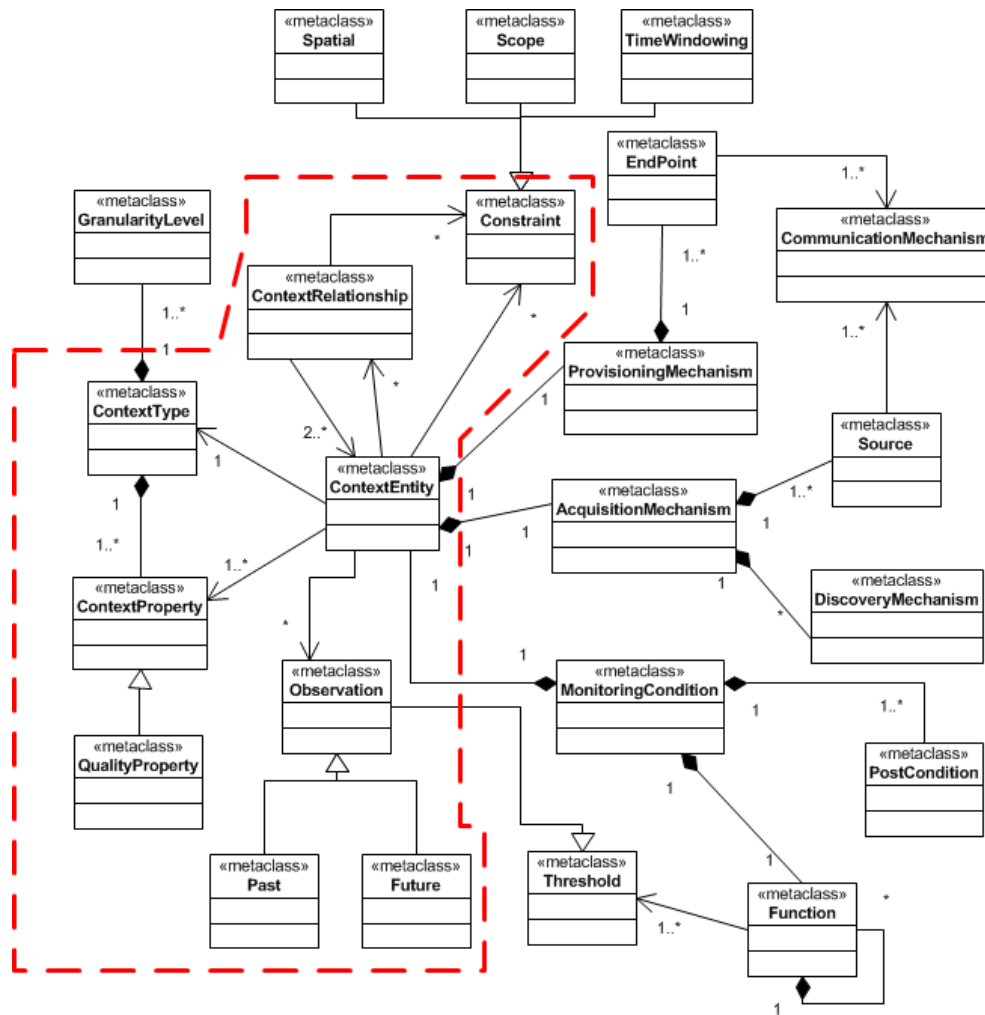 «metaclass»
Spatial
«metaclass»
Scope
«metaclass»
TimeWindowing
«metaclass»
EndPoint
1..*
«metaclass»
GranularityLevel
«metaclass»
Constraint
*
«metaclass»
CommunicationMechanism
1..*
«metaclass»
ContextRelationship
1..*
1
*
1..*
1
«metaclass»
ProvisioningMechanism
1
*
«metaclass»
ContextType
1
2..*
«metaclass»
Source
«metaclass»
ContextEntity
1
1..*
1
«metaclass»
AcquisitionMechanism
1
1
1
1..*
1..*
1
1
«metaclass»
ContextProperty
«metaclass»
DiscoveryMechanism
*
*
1
«metaclass»
Observation
«metaclass»
MonitoringCondition
1
1..*
«metaclass»
QualityProperty
«metaclass»
PostCondition
1
«metaclass»
Past
«metaclass»
Future
«metaclass»
Threshold
1
«metaclass»
Function
*
1..*
1